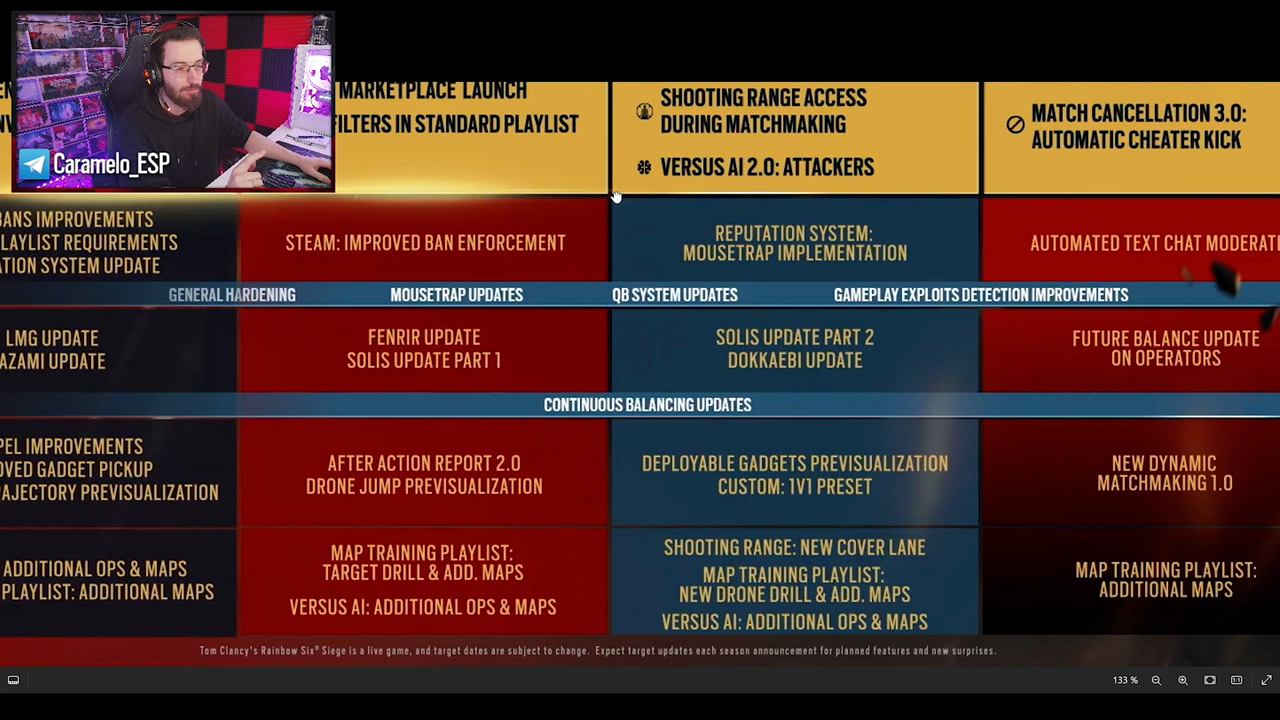 Caramelo_ESP
MARKETPLACE LAUNCH
FILTERS IN STANDARD PLAYLIST
SHOOTING RANGE ACCESS
DURING MATCHMAKING
VERSUS AI 2.0: ATTACKERS
MATCH CANCELLATION 3.0:
AUTOMATIC CHEATER KICK
BANS IMPROVEMENTS
LAYLIST REQUIREMENTS
ATION SYSTEM UPDATE
STEAM: IMPROVED BAN ENFORCEMENT
REPUTATION SYSTEM:
MOUSETRAP IMPLEMENTATION
AUTOMATED TEXT CHAT MODERAT
GENERAL HARDENING
MOUSETRAP UPDATES
QB SYSTEM UPDATES
GAMEPLAY EXPLOITS DETECTION IMPROVEMENTS
LMG UPDATE
AZAMI UPDATE
FENRIR UPDATE
SOLIS UPDATE PART 1
SOLIS UPDATE PART 2
DOKKAEBI UPDATE
FUTURE BALANCE UPDATE
ON OPERATORS
CONTINUOUS BALANCING UPDATES
PEL IMPROVEMENTS
OVED GADGET PICKUP
RAJECTORY PREVISUALIZATION
AFTER ACTION REPORT 2.0
DRONE JUMP PREVISUALIZATION
DEPLOYABLE GADGETS PREVISUALIZATION
CUSTOM: 1V1 PRESET
NEW DYNAMIC
MATCHMAKING 1.0
ADDITIONAL OPS & MAPS
PLAYLIST: ADDITIONAL MAPS
MAP TRAINING PLAYLIST:
TARGET DRILL & ADD. MAPS
VERSUS AI: ADDITIONAL OPS & MAPS
SHOOTING RANGE: NEW COVER LANE
MAP TRAINING PLAYLIST:
NEW DRONE DRILL & ADD. MAPS
VERSUS AI: ADDITIONAL OPS & MAPS
MAP TRAINING PLAYLIST:
ADDITIONAL MAPS
Tom Clancy's Rainbow Six® Siege is a live game, and target dates are subject to change. Expect target updates each season announcement for planned features and new surprises.
133 %